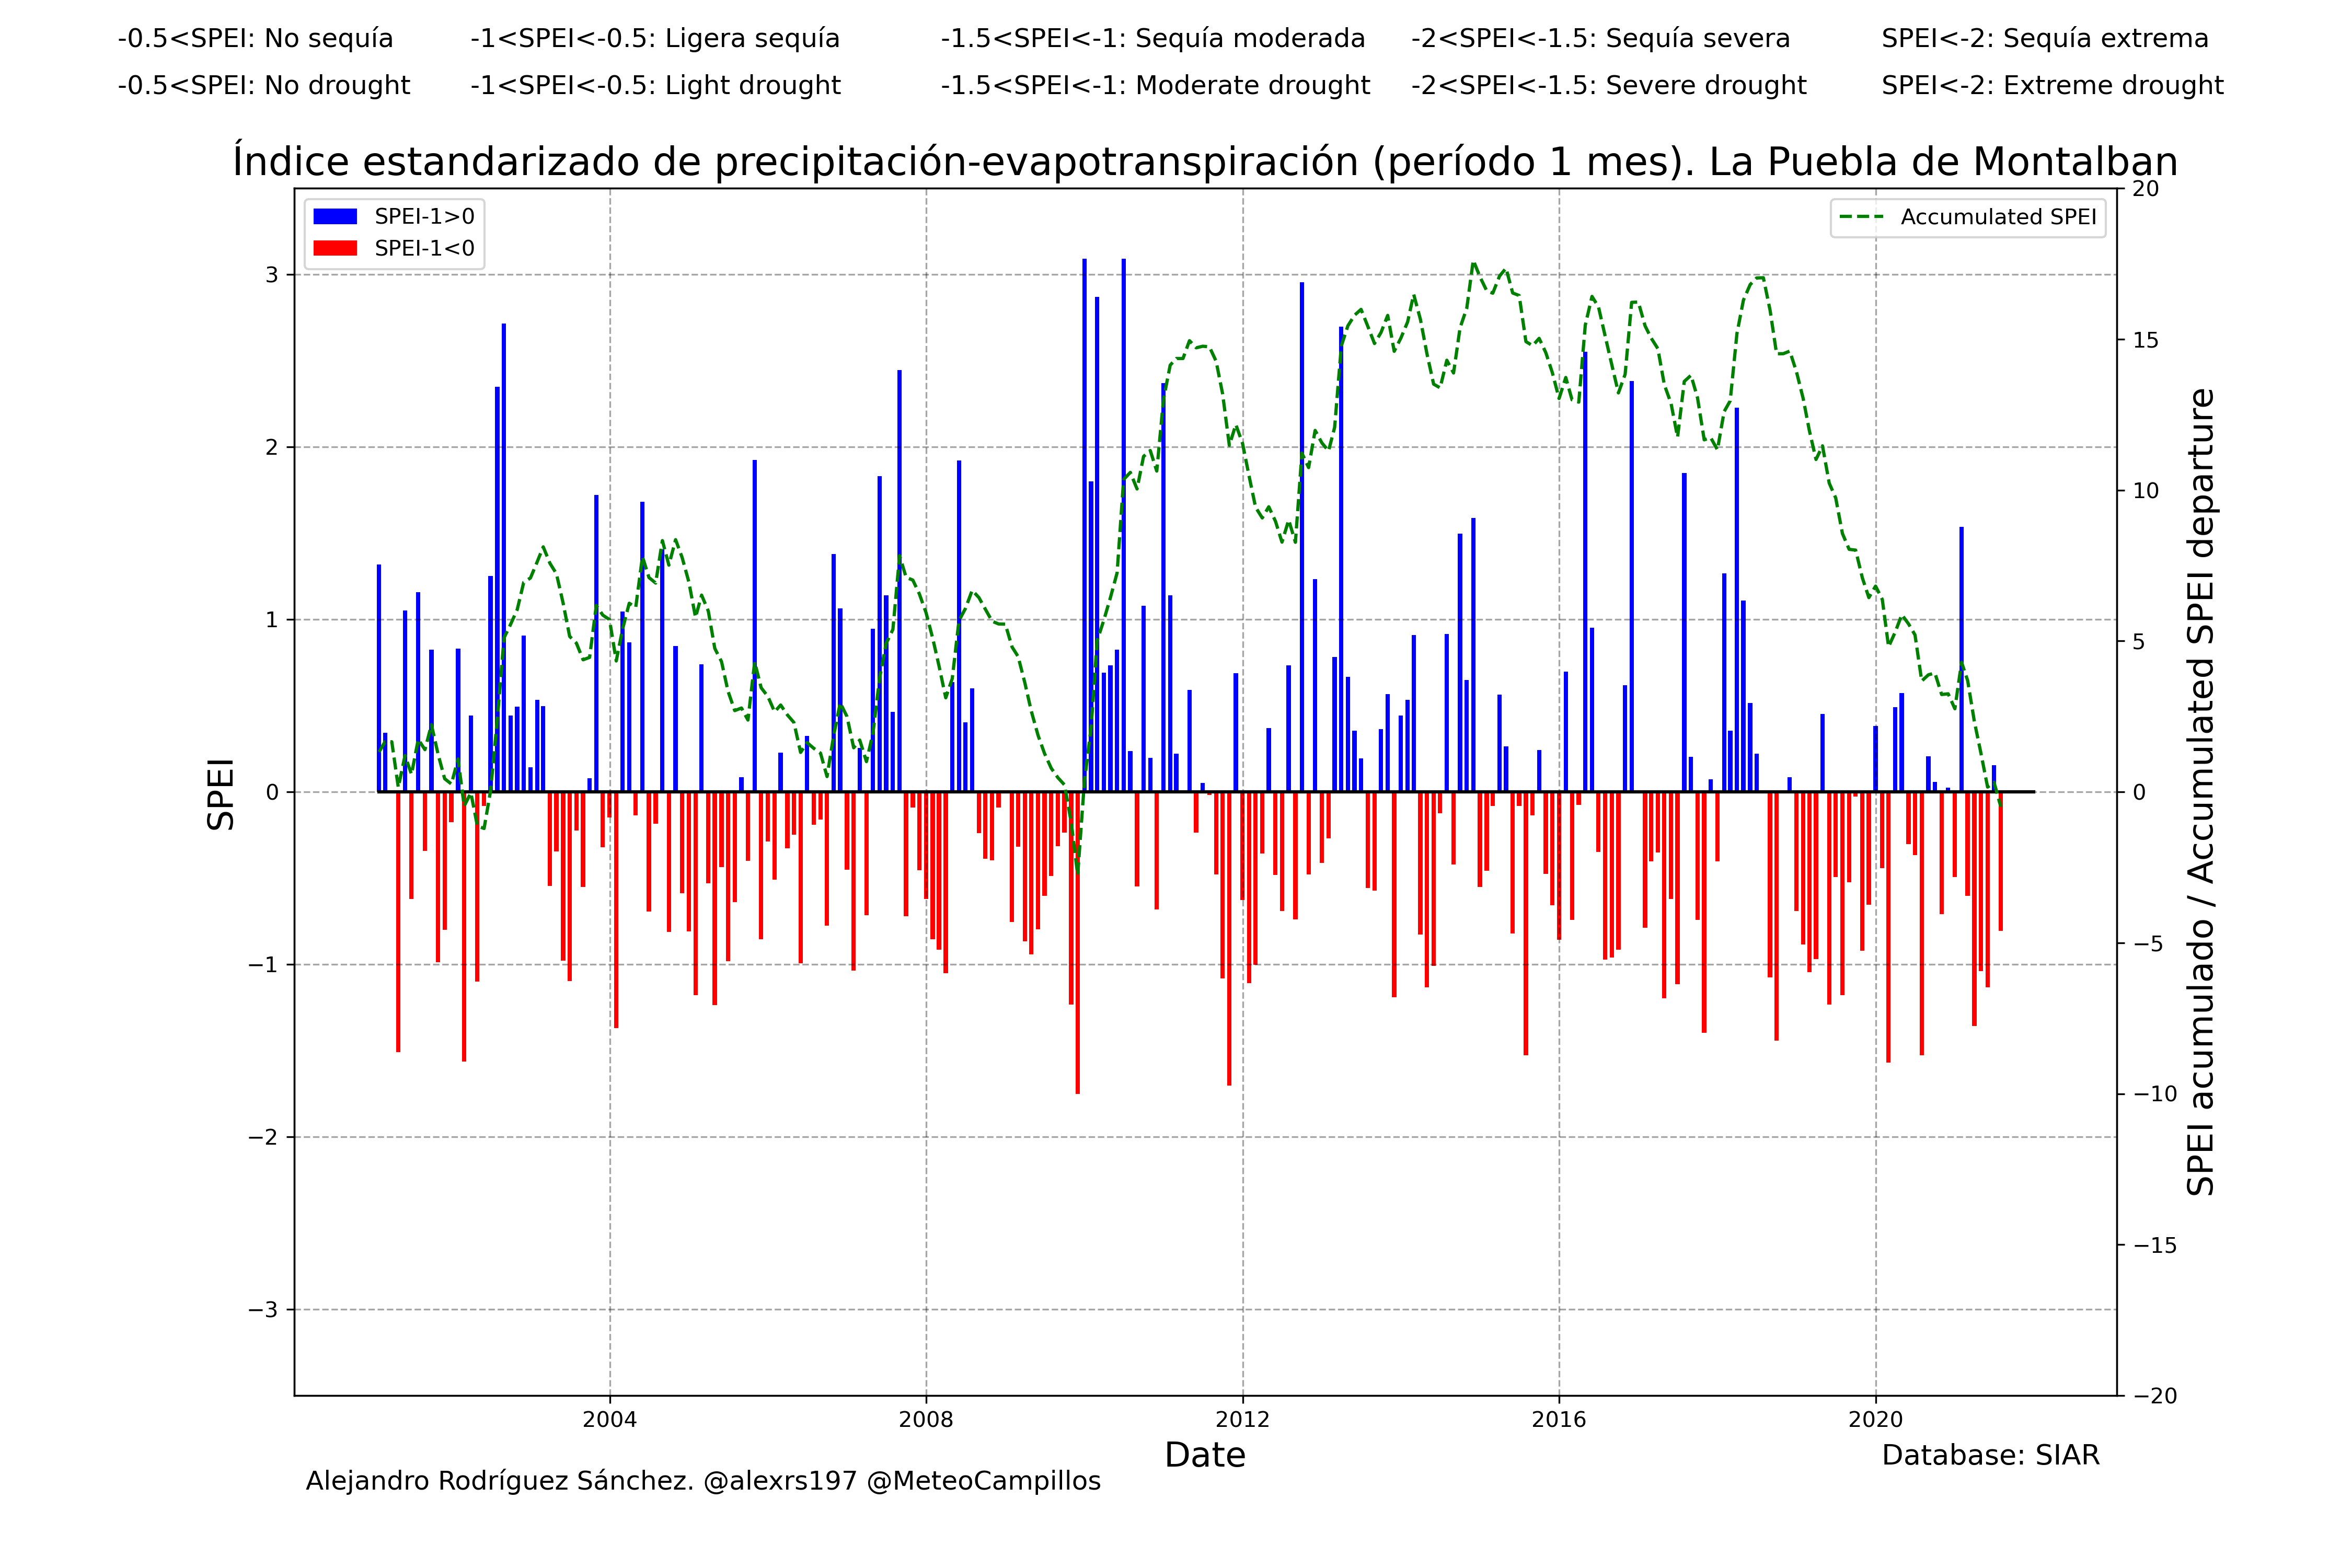 -0.5<SPEI: No sequía -1<SPEI<-0.5: Ligera sequía -1.5<SPEI<-1: Sequía moderada -2<SPEI<-1.5: Sequía severa SPEI<-2: Sequía extrema
-0.5<SPEI: No drought -1<SPEI<-0.5: Light drought -1.5<SPEI<-1: Moderate drought -2<SPEI<-1.5: Severe drought SPEI<-2: Extreme drought
Índice estandarizado de precipitación-evapotranspiración (período 1 mes). La Puebla de Montalban
SPEI-1>0
SPEI-1<0
Accumulated SPEI
SPEI
3
2
1
0
−1
−2
−3
20
15
10
5
0
−5
−10
−15
−20
SPEI acumulado / Accumulated SPEI departure
2004 2008 2012 2016 2020
Date
Database: SIAR
Alejandro Rodríguez Sánchez. @alexrs197 @MeteoCampillos